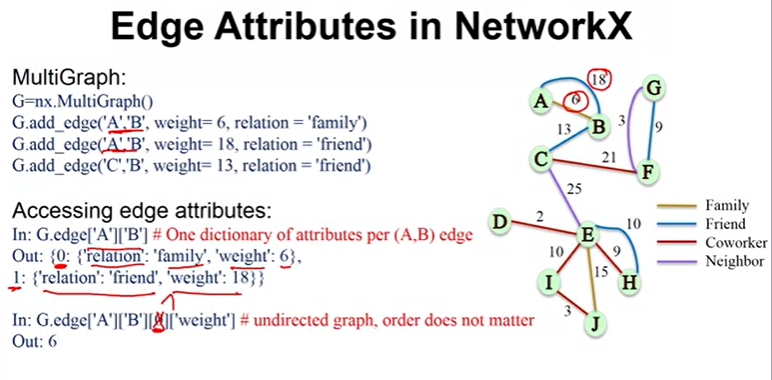 Edge Attributes in NetworkX
MultiGraph:
G=nx.MultiGraph()
G.add_edge('A','B', weight= 6, relation = 'family')
G.add_edge('A','B', weight= 18, relation = 'friend')
G.add_edge('C','B', weight= 13, relation = 'friend')
Accessing edge attributes:
In: G.edge['A']['B'] # One dictionary of attributes per (A,B) edge
Out: {0: {'relation': 'family', 'weight': 6},
1: {'relation': 'friend', 'weight': 18}}
In: G.edge['A']['B'][0]['weight'] # undirected graph, order does not matter
Out: 6
18
A
6
B
G
3
9
13
C
21
F
25
D
2
E
10
10
9
I
15
H
3
J
Family
Friend
Coworker
Neighbor